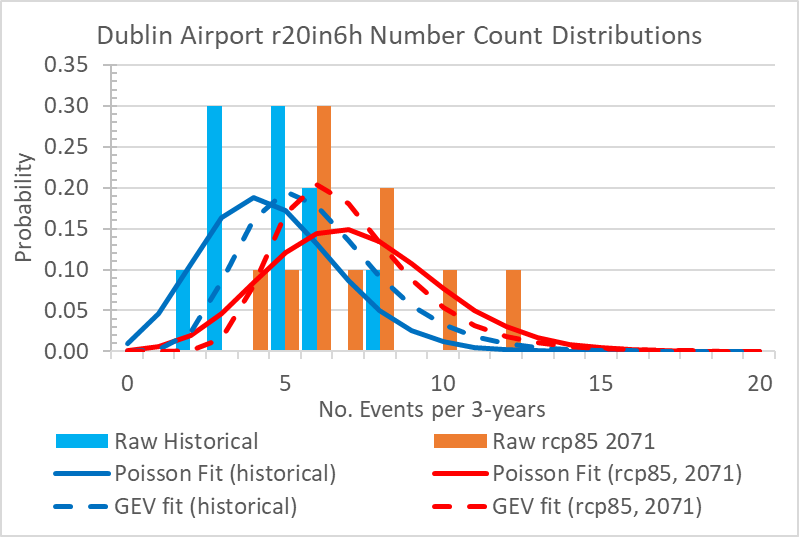 Dublin Airport r20in6h Number Count Distributions
0.35
0.30
0.25
0.20
0.15
0.10
0.05
0.00
Probability
0 5 10 15 20
No. Events per 3-years
Raw Historical Raw rcp85 2071
Poisson Fit (historical) Poisson Fit (rcp85, 2071)
GEV fit (historical) GEV fit (rcp85, 2071)